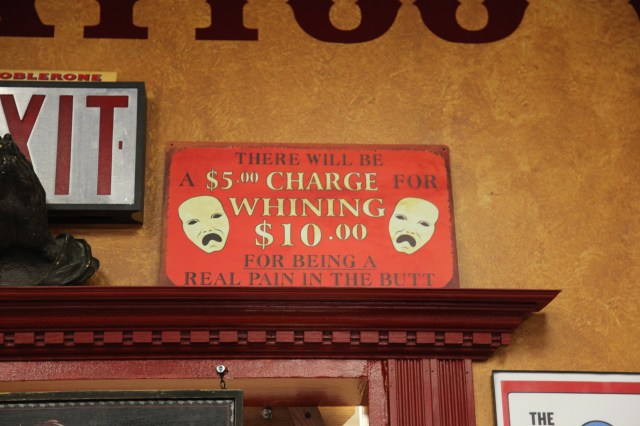 OBLERONE
XIT
THERE WILL BE
A $5.00 CHARGE FOR
WHINING
$10.00
FOR BEING A
REAL PAIN IN THE BUTT
THE